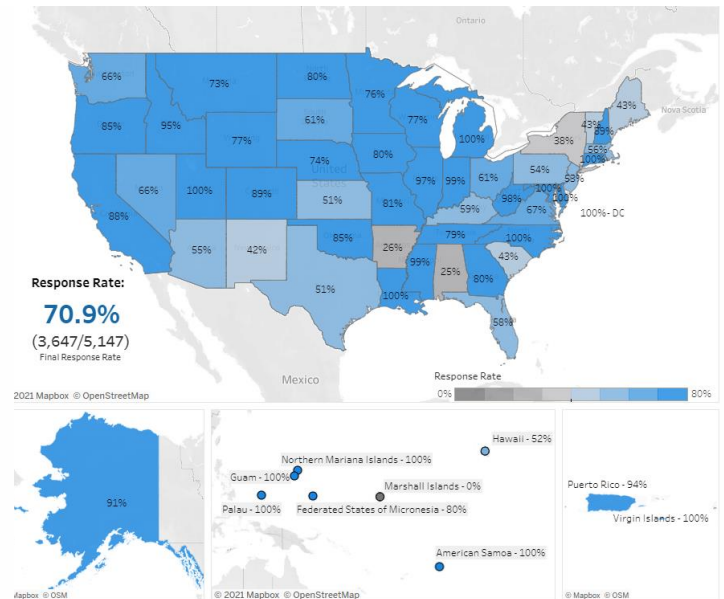 Ontario
Nova Scotia
Mexico
66%
73%
80%
76%
77%
100%
43%
43%
38%
56%
100%
85%
95%
77%
61%
74%
80%
97%
99%
61%
54%
100%
100%
100% - DC
88%
66%
100%
89%
51%
81%
59%
98%
67%
55%
42%
85%
26%
79%
100%
51%
100%
99%
25%
80%
43%
58%
Response Rate:
70.9%
(3,647/5,147)
Final Response Rate
Response Rate
0%
80%
2021 Mapbox © OpenStreetMap
91%
Mapbox © OSM
Hawaii - 52%
Northern Mariana Islands - 100%
Guam - 100%
Marshall Islands - 0%
Palau - 100%
Federated States of Micronesia - 80%
American Samoa - 100%
© 2021 Mapbox © OpenStreetMap
Puerto Rico - 94%
Virgin Islands - 100%
© Mapbox © OSM